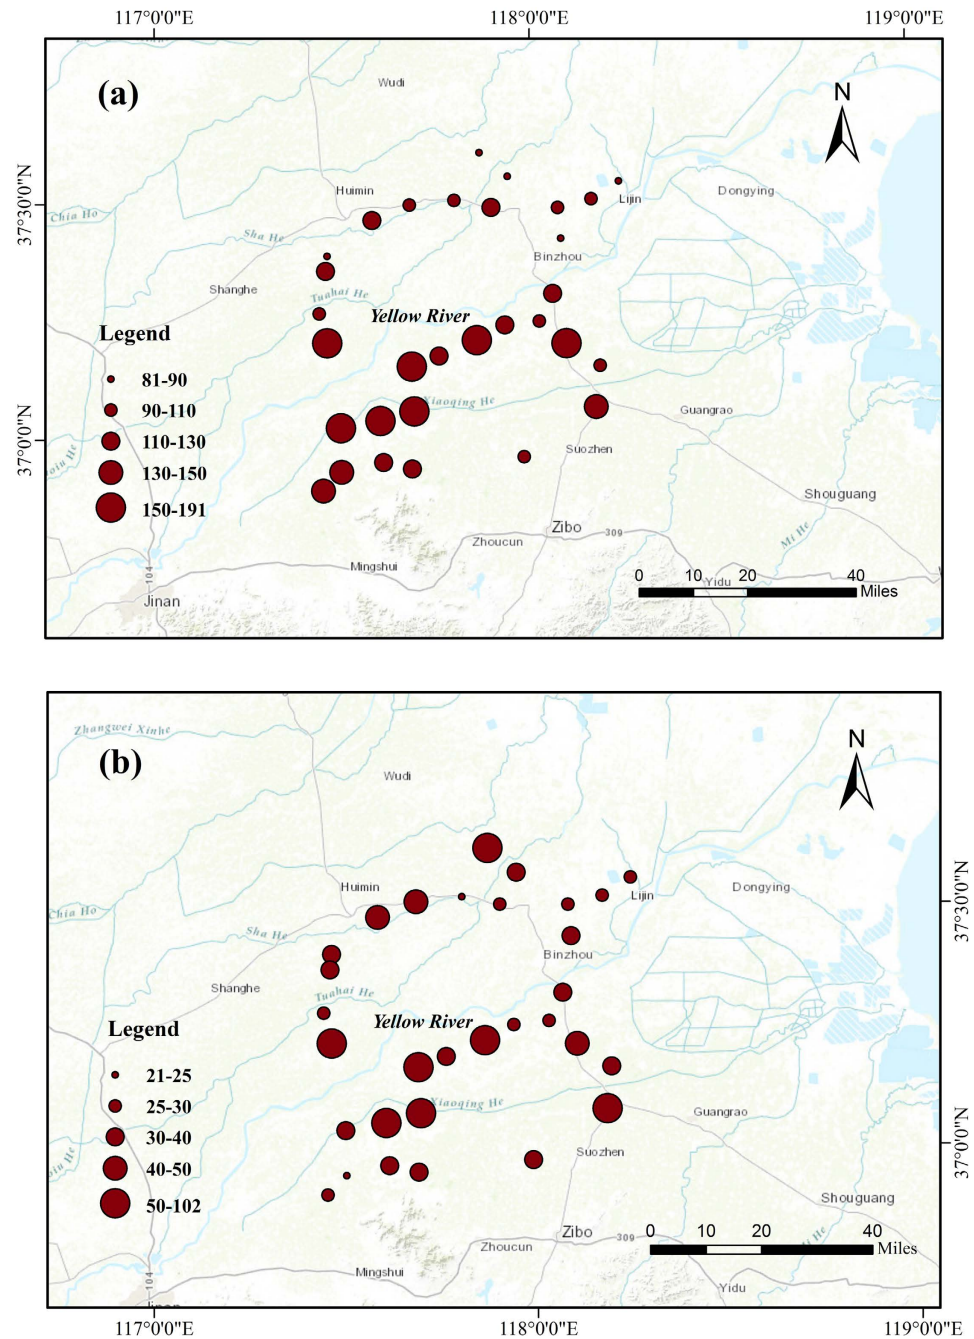 117°0'0"E 118°0'0"E 119°0'0"E
(a)
Wudi
N
37°30'0"N
Huimin
Lijin
Dongying
Chia Ho
Sha He
Binzhou
Shanghe
Tuahai He
Yellow River
Legend
81-90
90-110
110-130
130-150
150-191
Xiaoqing He
Guangrao
37°0'0"N
Suozhen
Shouguang
Zibo
309
Zhoucun
Mi He
Mingshui
104
Jinan
Yidu
0 10 20 40
Miles
Zhangwei Xinhe
(b)
Wudi
N
Huimin
Lijin
Dongying
37°30'0"N
Chia Ho
Sha He
Binzhou
Shanghe
Tuahai He
Yellow River
Legend
21-25
25-30
30-40
40-50
50-102
Xiaoqing He
Guangrao
37°0'0"N
Suozhen
Shouguang
Zibo
309
Zhoucun
Mingshui
104
Yidu
0 10 20 40
Miles
117°0'0"E 118°0'0"E 119°0'0"E